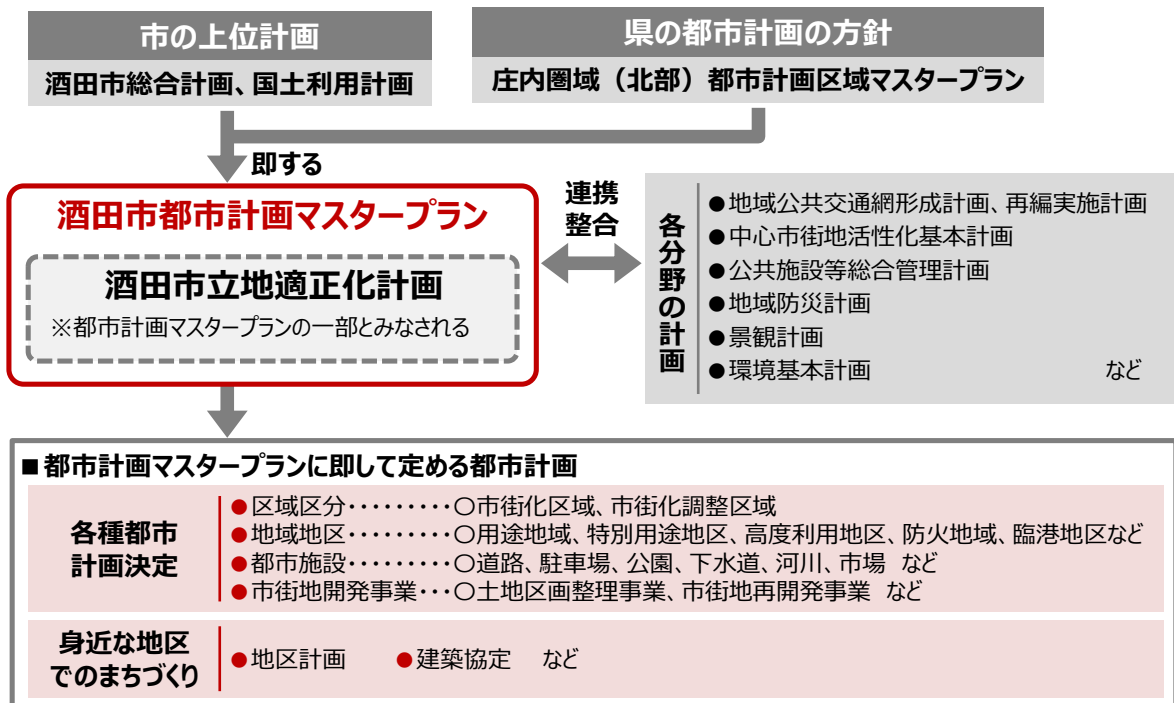 市の上位計画
酒田市総合計画、国土利用計画
県の都市計画の方針
庄内圏域（北部）都市計画区域マスタープラン
即する
酒田市都市計画マスタープラン
酒田市立地適正化計画
※都市計画マスタープランの一部とみなされる
連携
整合
各分野の計画
●地域公共交通網形成計画、再編実施計画
●中心市街地活性化基本計画
●公共施設等総合管理計画
●地域防災計画
●景観計画
●環境基本計画 など
■都市計画マスタープランに即して定める都市計画
各種都市
計画決定
●区域区分・・・・・・・・・〇市街化区域、市街化調整区域
●地域地区・・・・・・・・・〇用途地域、特別用途地区、高度利用地区、防火地域、臨港地区など
●都市施設・・・・・・・・・〇道路、駐車場、公園、下水道、河川、市場 など
●市街地開発事業・・・〇土地区画整理事業、市街地再開発事業 など
身近な地区
でのまちづくり
●地区計画 ●建築協定 など